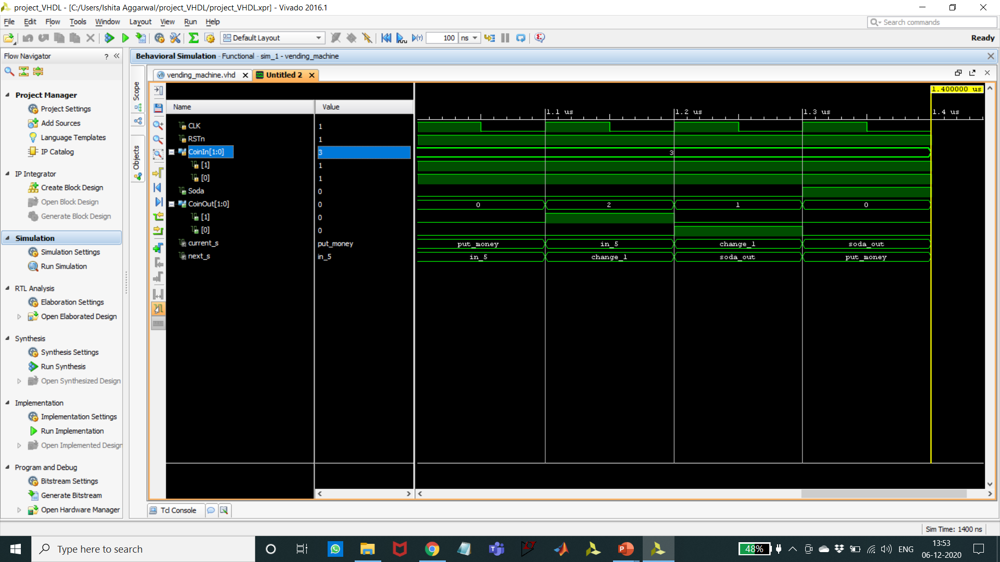 project_VHDL - [C:/Users/Ishita Aggarwal/project_VHDL/project_VHDL.xpr] - Vivado 2016.1
File Edit Flow Tools Window Layout View Run Help
Search commands
Default Layout
100 ns
Ready
Flow Navigator ? «
Behavioral Simulation - Functional - sim_1 - vending_machine
vending_machine.vhd
Untitled 2
Scope
Objects
Project Manager
Project Settings
Add Sources
Language Templates
IP Catalog
IP Integrator
Create Block Design
Open Block Design
Generate Block Design
Simulation
Simulation Settings
Run Simulation
RTL Analysis
Elaboration Settings
Open Elaborated Design
Synthesis
Synthesis Settings
Run Synthesis
Open Synthesized Design
Implementation
Implementation Settings
Run Implementation
Open Implemented Design
Program and Debug
Bitstream Settings
Generate Bitstream
Open Hardware Manager
Name Value
1.400000 us
1.1 us 1.2 us 1.3 us 1.4 us
CLK 1
RSTn 1
CoinIn[1:0] 3 3
[1] 1
[0] 1
Soda 0
CoinOut[1:0] 0 0 2 1 0
[1] 0
[0] 0
current_s put_money put_money in_5 change_1 soda_out
next_s in_5 in_5 change_1 soda_out put_money
Tcl Console
Sim Time: 1400 ns
Type here to search
48%
ENG
13:53
06-12-2020